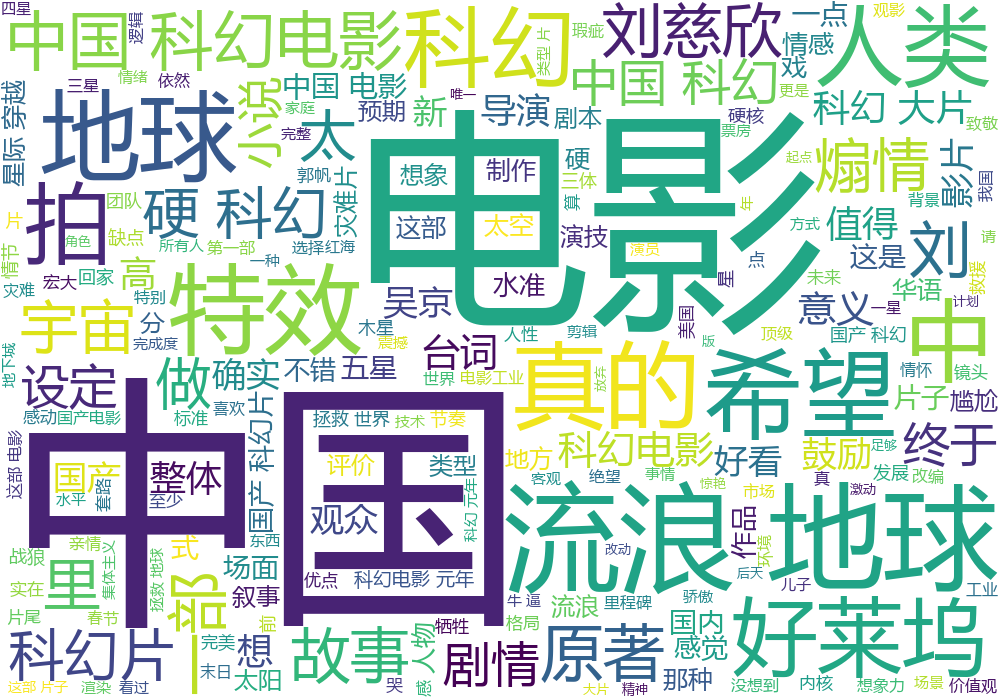 四星
中国 科幻电影
逻辑
科幻
类型 片
瑕疵
刘慈欣
一点
观影
人类
情感
三星
情绪
依然
中国 电影
唯一
中国 科幻
戏
更是
科幻 大片
致敬
星际 穿越
地球
小说
家庭
太
完整
预期
新
导演
剧本
硬核
票房
起点
煽情
影片
我国
电影
想象
制作
硬
三体
算
年
郭帆
灾难片
拍
团队
硬 科幻
这部
太空
演技
演员
值得
背景
刘
请
片
角色
缺点
所有人
第一部
选择
红海
一种
星
点
方式
这是
情节
宏大
回家
高
水准
未来
华语
救援
灾难
特别
特效
吴京
美国
意义
一星
计划
中
宇宙
分
木星
完成度
震撼
台词
人性
剪辑
版
顶级
国产 科幻
地下城
设定
做
确实
不错
五星
世界
电影工业
真的
放弃
希望
情怀
镜头
感动
国产电影
标准
喜欢
片子
尴尬
中国
拯救 世界
技术
节奏
科幻电影
鼓励
足够
终于
这部 电影
国产
整体
国产 科幻片
评价
类型
地方
客观
绝望
事情
好看
发展
改编
水平
套路
至少
观众
科幻 元年
流浪
惊艳
市场
真
激动
地球
战狼
亲情
集体主义
式
东西
作品
环境
实在
里
拯救 地球
部
场面
优点
科幻电影 元年
改动
后天
儿子
工业
片尾
春节
叙事
前
牛 逼
流浪
里程碑
骄傲
好莱坞
科幻片
一
完美
想
故事
牺牲
格局
国内
末日
太阳
哭
感
人物
剧情
原著
感觉
那种
没想到
内核
想象力
场景
价值观
这部 片子
渲染
看过
大片
精神